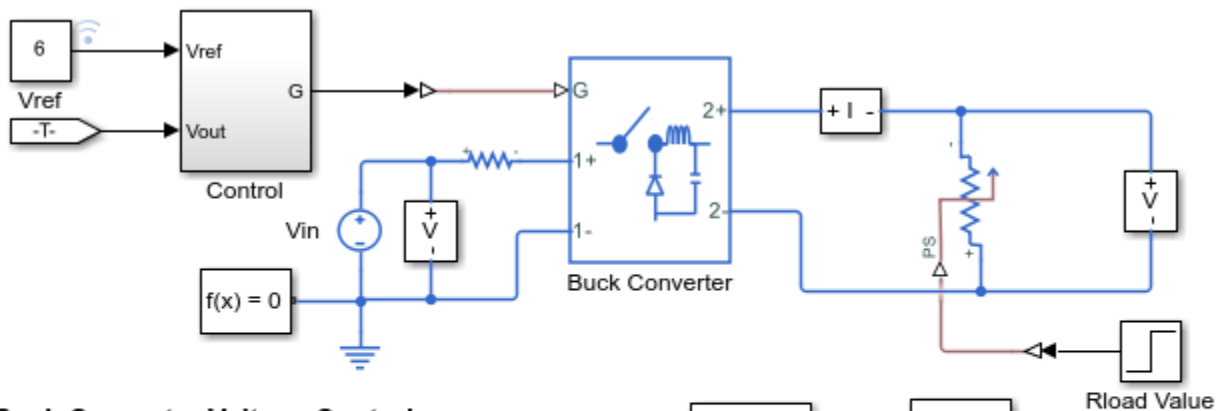 6
Vref
-T-
Vref
Vout
G
Control
G
1+
1-
2+
2-
Buck Converter
+ I -
Vin
+
-
+
V
-
+ -
f(x) = 0
PS
-
+
+
V
-
Rload Value